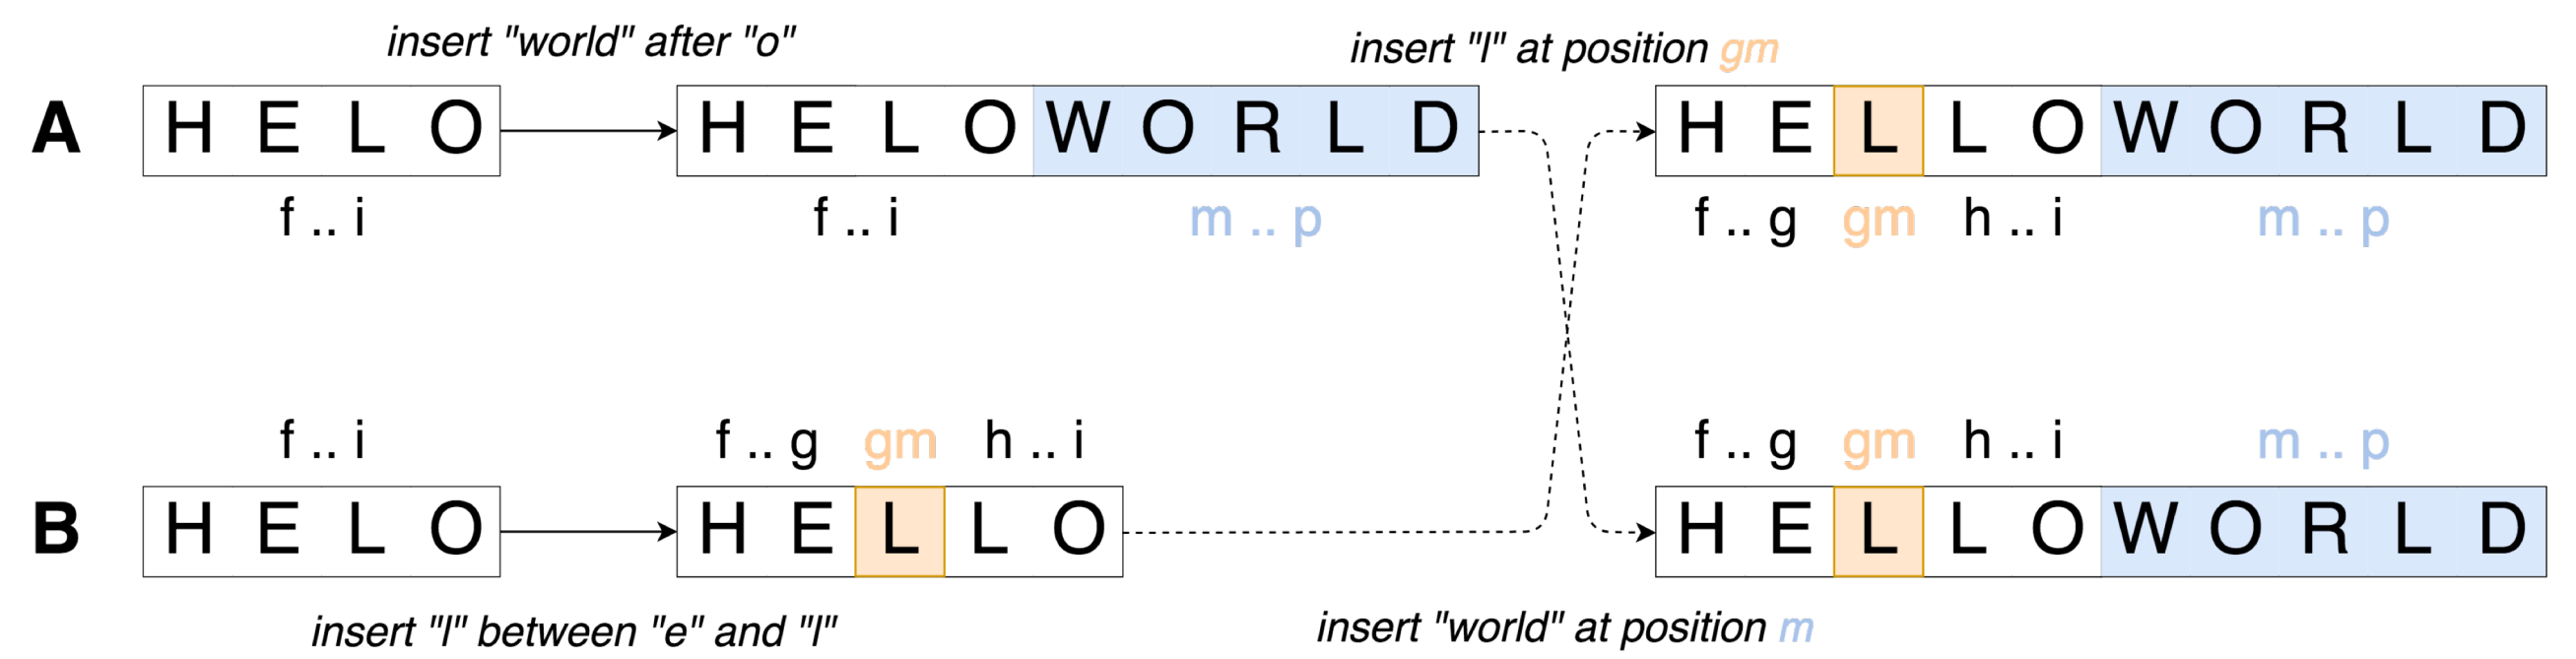 insert "world" after "o"
insert "l" at position gm
A
H E L O
H E L O W O R L D
H E L L O W O R L D
f .. i
f .. i
m .. p
f .. g
gm
h .. i
m .. p
f .. i
f .. g
gm
h .. i
f .. g
gm
h .. i
m .. p
B
H E L O
H E L L O
H E L L O W O R L D
insert "l" between "e" and "l"
insert "world" at position m